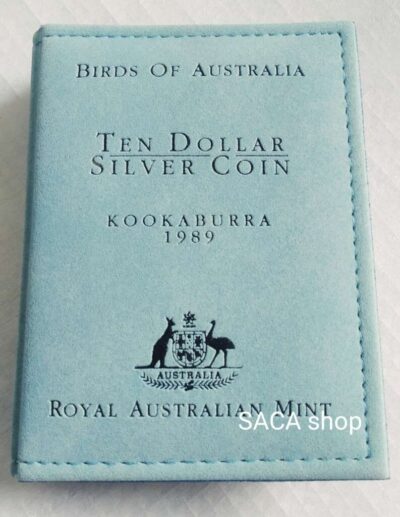 BIRDS OF AUSTRALIA
TEN DOLLAR
SILVER COIN
KOOKABURRA
1989
AUSTRALIA
ROYAL AUSTRALIAN MINT
SACA shop